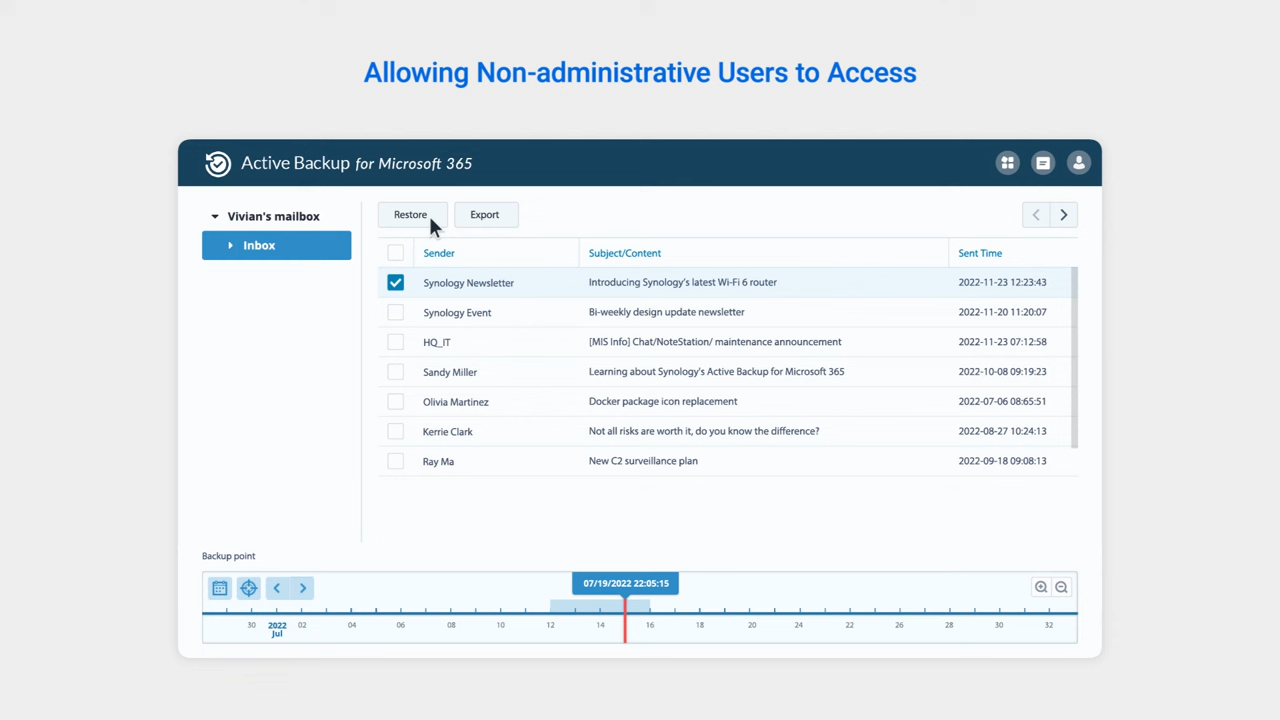 Allowing Non-administrative Users to Access
Active Backup for Microsoft 365
Vivian's mailbox
Inbox
Restore
Export
Sender
Subject/Content
Sent Time
Synology Newsletter
Introducing Synology's latest Wi-Fi 6 router
2022-11-23 12:23:43
Synology Event
Bi-weekly design update newsletter
2022-11-20 11:20:07
HQ_IT
[MIS Info] Chat/NoteStation/ maintenance announcement
2022-11-23 07:12:58
Sandy Miller
Learning about Synology's Active Backup for Microsoft 365
2022-10-08 09:19:23
Olivia Martinez
Docker package icon replacement
2022-07-06 08:65:51
Kerrie Clark
Not all risks are worth it, do you know the difference?
2022-08-27 10:24:13
Ray Ma
New C2 surveillance plan
2022-09-18 09:08:13
Backup point
07/19/2022 22:05:15
30
2022
Jul
02
04
06
08
10
12
14
16
18
20
22
24
26
28
30
32